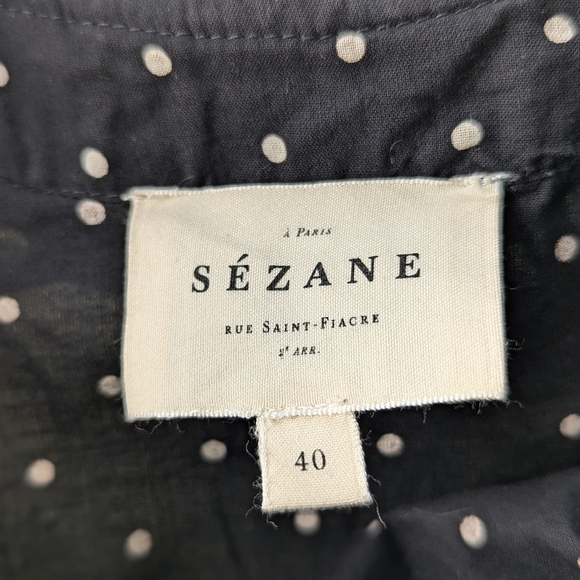 À PARIS
SÉZANE
RUE SAINT-FIACRE
2ᵉ ARR.
40